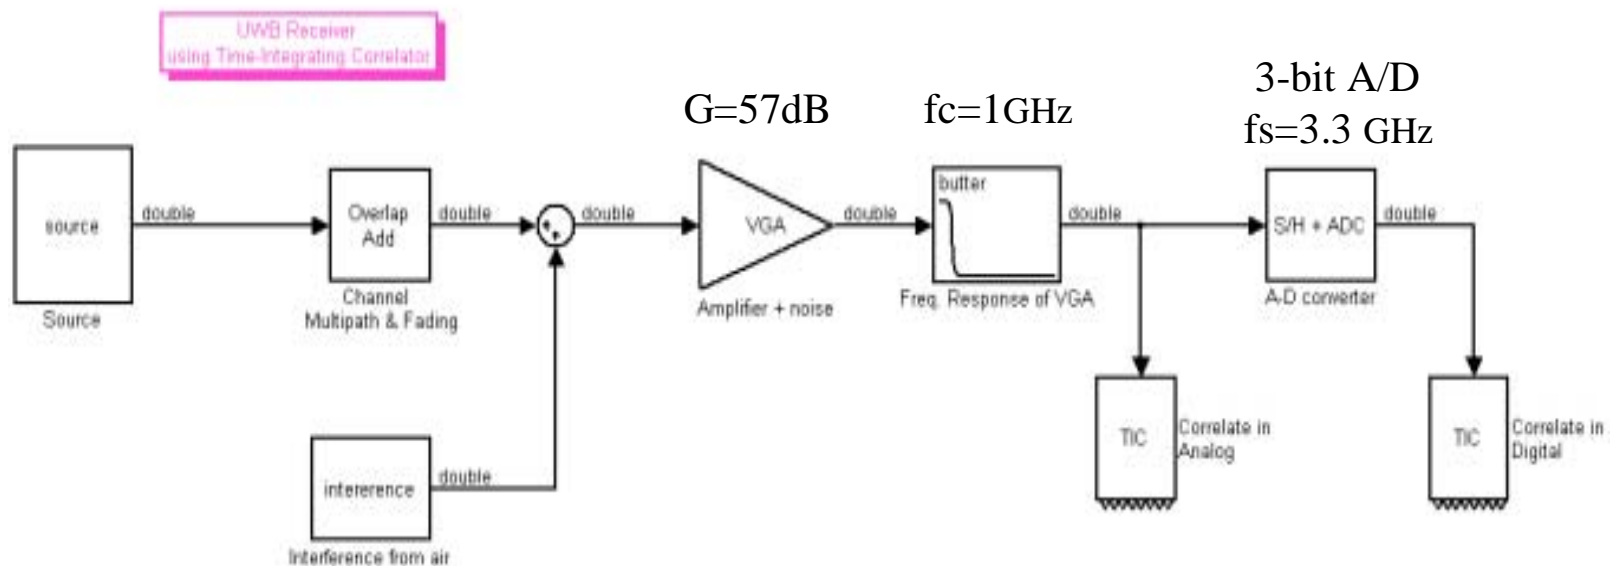 UWB Receiver
using Time-Integrating Correlator
G=57dB
fc=1GHz
3-bit A/D
fs=3.3 GHz
source
Source
double
Overlap
Add
Channel
Multipath & Fading
double
double
VGA
Amplifier + noise
double
butter
Freq. Response of VGA
double
S/H + ADC
A-D converter
double
intererence
Interference from air
double
TIC
Correlate in
Analog
TIC
Correlate in
Digital